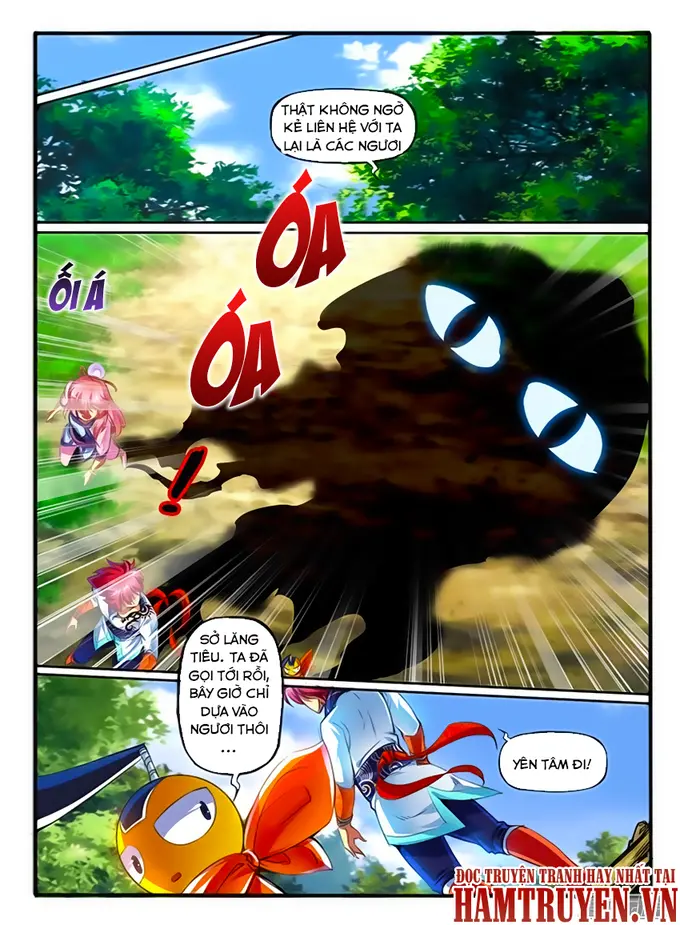 THẬT KHÔNG NGỜ
KẺ LIÊN HỆ VỚI TA
LẠI LÀ CÁC NGƯƠI
ÓA
ÓA
ỐI Á
!
SỞ LĂNG
TIÊU. TA ĐÃ
GỌI TỚI RỒI,
BÂY GIỜ CHỈ
DỰA VÀO
NGƯƠI THÔI
...
YÊN TÂM ĐI!
ĐỌC TRUYỆN TRANH HAY NHẤT TẠI
HAMTRUYEN.VN